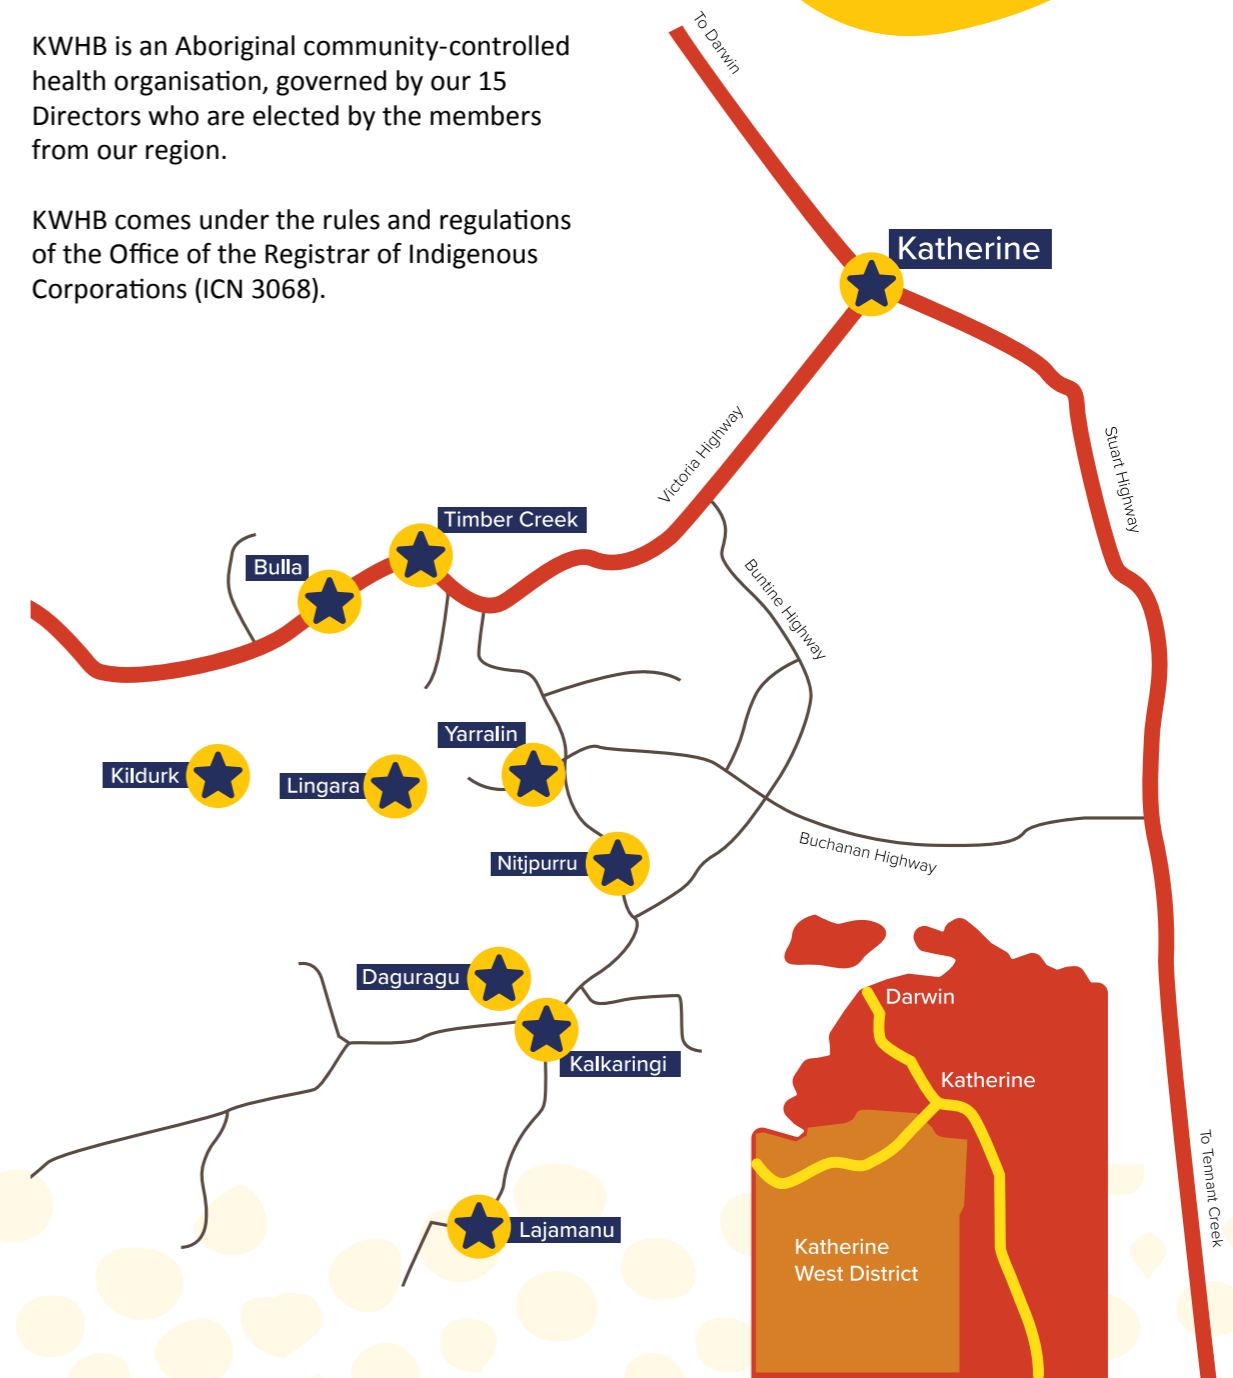 KWHB is an Aboriginal community-controlled
health organisation, governed by our 15
Directors who are elected by the members
from our region.
KWHB comes under the rules and regulations
of the Office of the Registrar of Indigenous
Corporations (ICN 3068).
To Darwin
Katherine
Victoria Highway
Stuart Highway
Timber Creek
Bulla
Buntine Highway
Yarralin
Kildurk
Lingara
Buchanan Highway
Nitjpurru
Daguragu
Kalkaringi
Lajamanu
Darwin
Katherine
Katherine
West District
To Tennant Creek